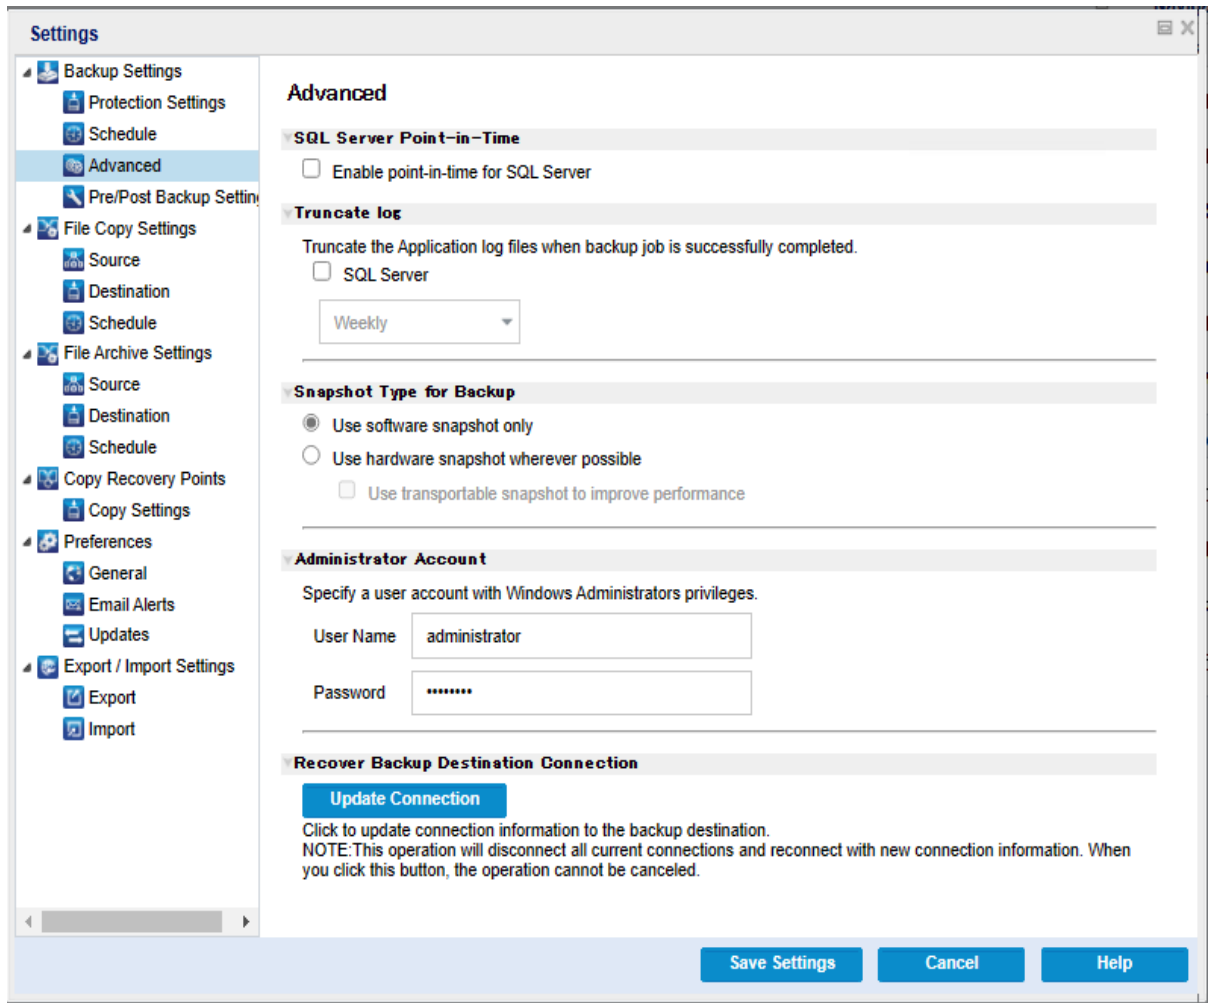 Settings
Backup Settings
Protection Settings
Schedule
Advanced
Pre/Post Backup Settin
File Copy Settings
Source
Destination
Schedule
File Archive Settings
Source
Destination
Schedule
Copy Recovery Points
Copy Settings
Preferences
General
Email Alerts
Updates
Export / Import Settings
Export
Import
Advanced
SQL Server Point-in-Time
Enable point-in-time for SQL Server
Truncate log
Truncate the Application log files when backup job is successfully completed.
SQL Server
Weekly
Snapshot Type for Backup
Use software snapshot only
Use hardware snapshot wherever possible
Use transportable snapshot to improve performance
Administrator Account
Specify a user account with Windows Administrators privileges.
User Name administrator
Password ••••••••
Recover Backup Destination Connection
Update Connection
Click to update connection information to the backup destination.
NOTE:This operation will disconnect all current connections and reconnect with new connection information. When
you click this button, the operation cannot be canceled.
Save Settings Cancel Help